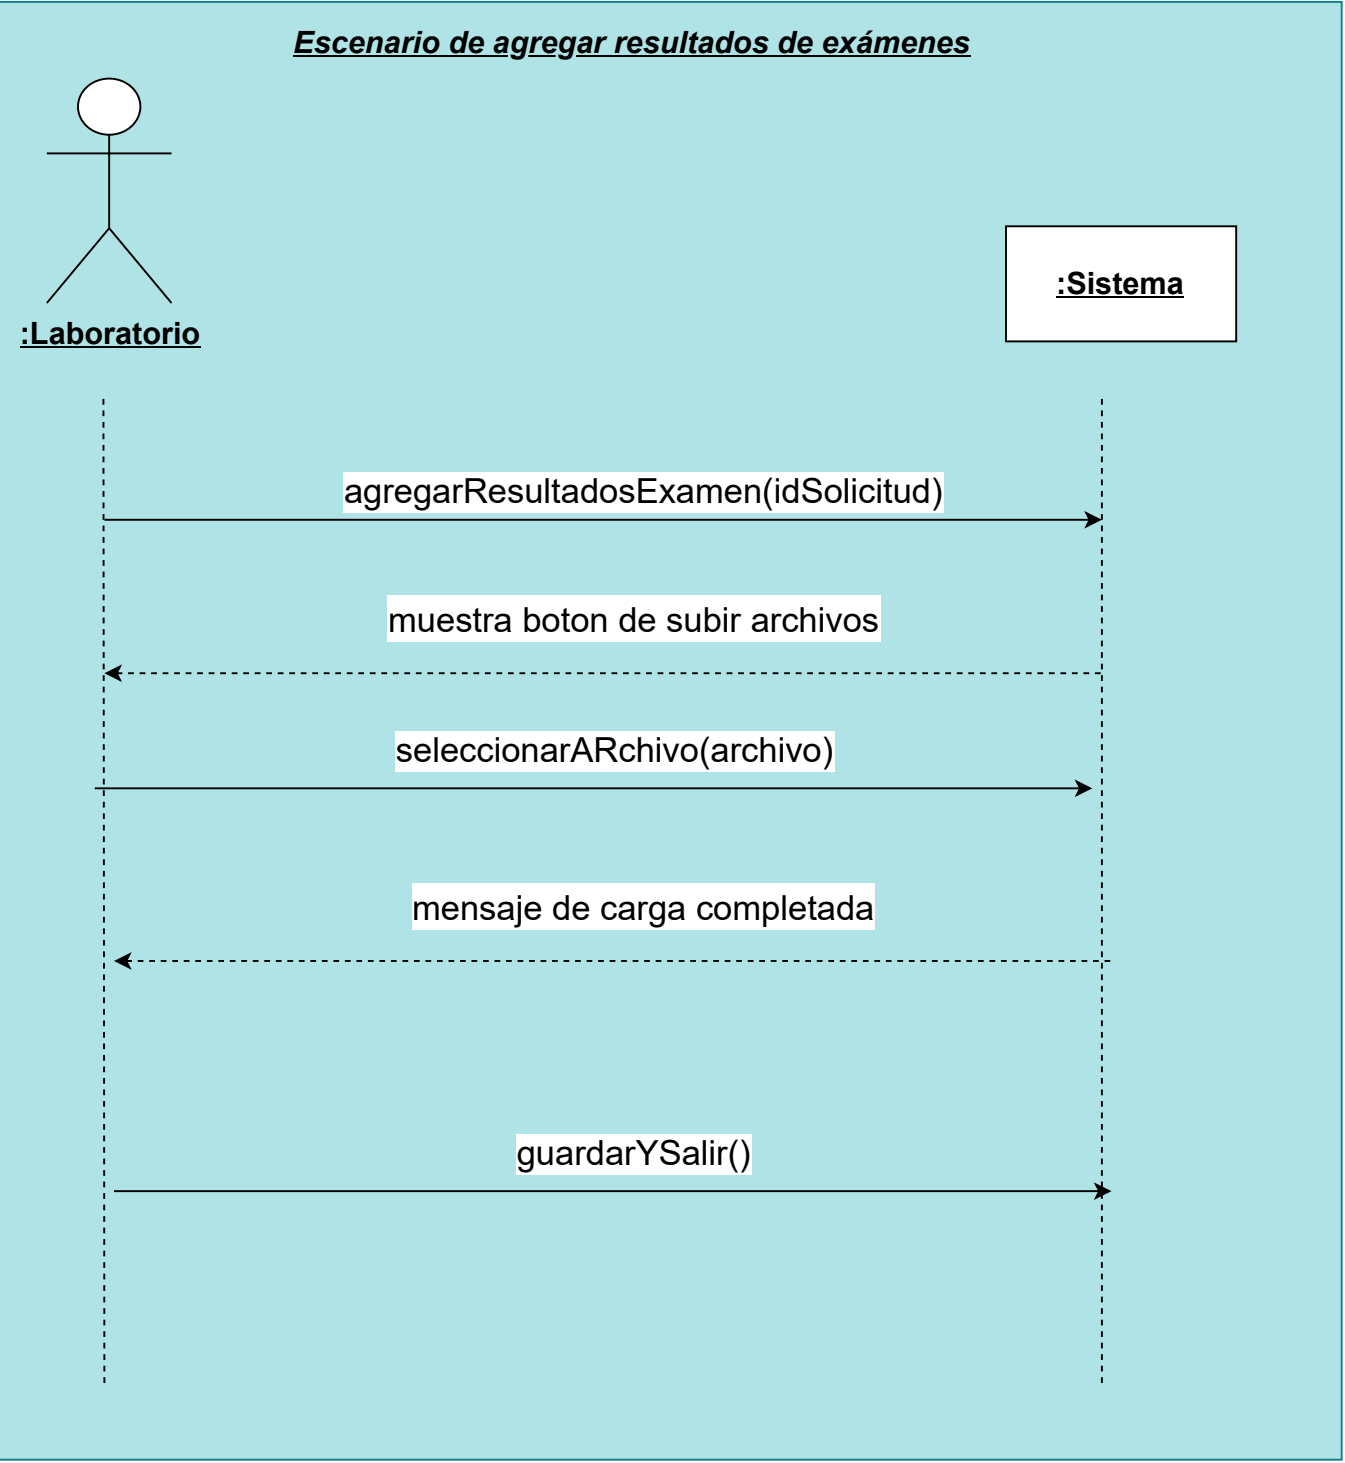 Escenario de agregar resultados de exámenes
:Sistema
:Laboratorio
agregarResultadosExamen(idSolicitud)
muestra boton de subir archivos
seleccionarARchivo(archivo)
mensaje de carga completada
guardarYSalir()